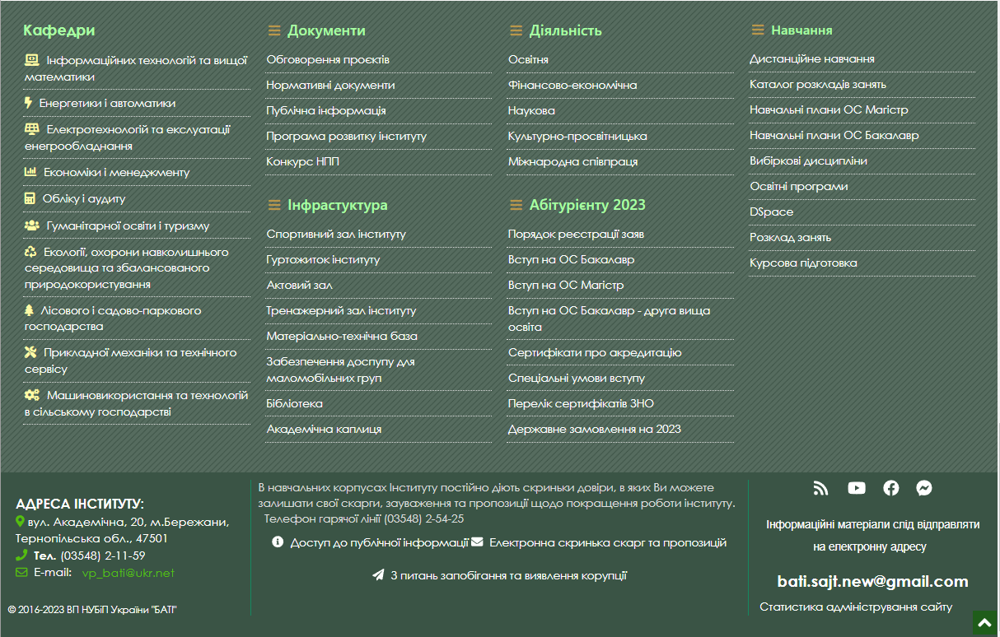 Кафедри
Інформаційних технологій та вищої
математики
Енергетики і автоматики
Електротехнологій та екслуатації
енегрообладнання
Економіки і менеджменту
Обліку і аудиту
Гуманітарної освіти і туризму
Екології, охорони навколишнього
середовища та збалансованого
природокористування
Лісового і садово-паркового
господарства
Прикладної механіки та технічного
сервісу
Машиновикористання та технологій
в сільському господарстві
Документи
Обговорення проєктів
Нормативні документи
Публічна інформація
Програма розвитку інституту
Конкурс НПП
Інфраструктура
Спортивний зал інституту
Гуртожиток інституту
Актовий зал
Тренажерний зал інституту
Матеріально-технічна база
Забезпечення доступу для
маломобільних груп
Бібліотека
Академічна каплиця
Діяльність
Освітня
Фінансово-економічна
Наукова
Культурно-просвітницька
Міжнародна співпраця
Абітурієнту 2023
Порядок реєстрації заяв
Вступ на ОС Бакалавр
Вступ на ОС Магістр
Вступ на ОС Бакалавр - друга вища
освіта
Сертифікати про акредитацію
Спеціальні умови вступу
Перелік сертифікатів ЗНО
Державне замовлення на 2023
Навчання
Дистанційне навчання
Каталог розкладів занять
Навчальні плани ОС Магістр
Навчальні плани ОС Бакалавр
Вибіркові дисципліни
Освітні програми
DSpace
Розклад занять
Курсова підготовка
АДРЕСА ІНСТИТУТУ:
вул. Академічна, 20, м.Бережани,
Тернопільська обл., 47501
Тел. (03548) 2-11-59
E-mail: vp_bati@ukr.net
© 2016-2023 ВП НУБіП України "БАТІ"
В навчальних корпусах Інституту постійно діють скриньки довіри, в яких Ви можете
залишати свої скарги, зауваження та пропозиції щодо покращення роботи інституту.
Телефон гарячої лінії (03548) 2-54-25
Доступ до публічної інформації Електронна скринька скарг та пропозицій
З питань запобігання та виявлення корупції
Інформаційні матеріали слід відправляти
на електронну адресу
bati.sajt.new@gmail.com
Статистика адміністрування сайту